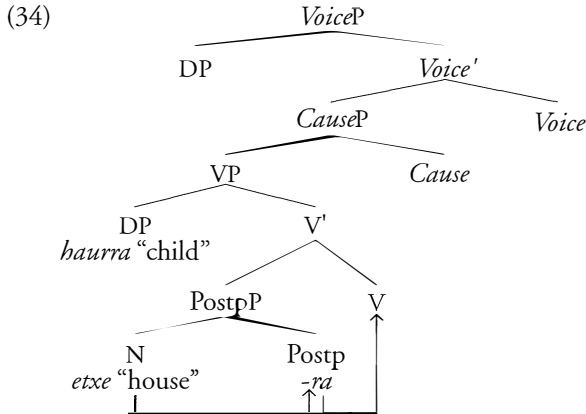 (34)
VoiceP
DP Voice'
CauseP Voice
VP Cause
DP V'
haurra “child”
PostpP V
N Postp
etxe “house” -ra